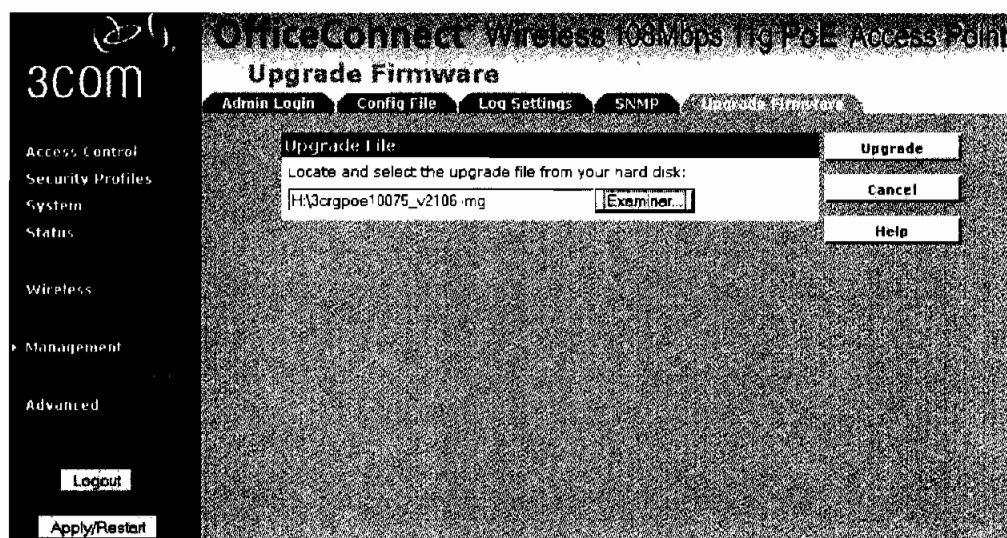 3COM
OfficeConnect® Wireless 108Mbps 11g PoE Access Point
Upgrade Firmware
Admin Login Config File Log Settings SNMP Upgrade Firmware
Access Control
Security Profiles
System
Status
Wireless
Management
Advanced
Logout
Apply/Restart
Upgrade File
Locate and select the upgrade file from your hard disk:
H:\3crgpoe10075_v2106.img Examinar...
Upgrade
Cancel
Help